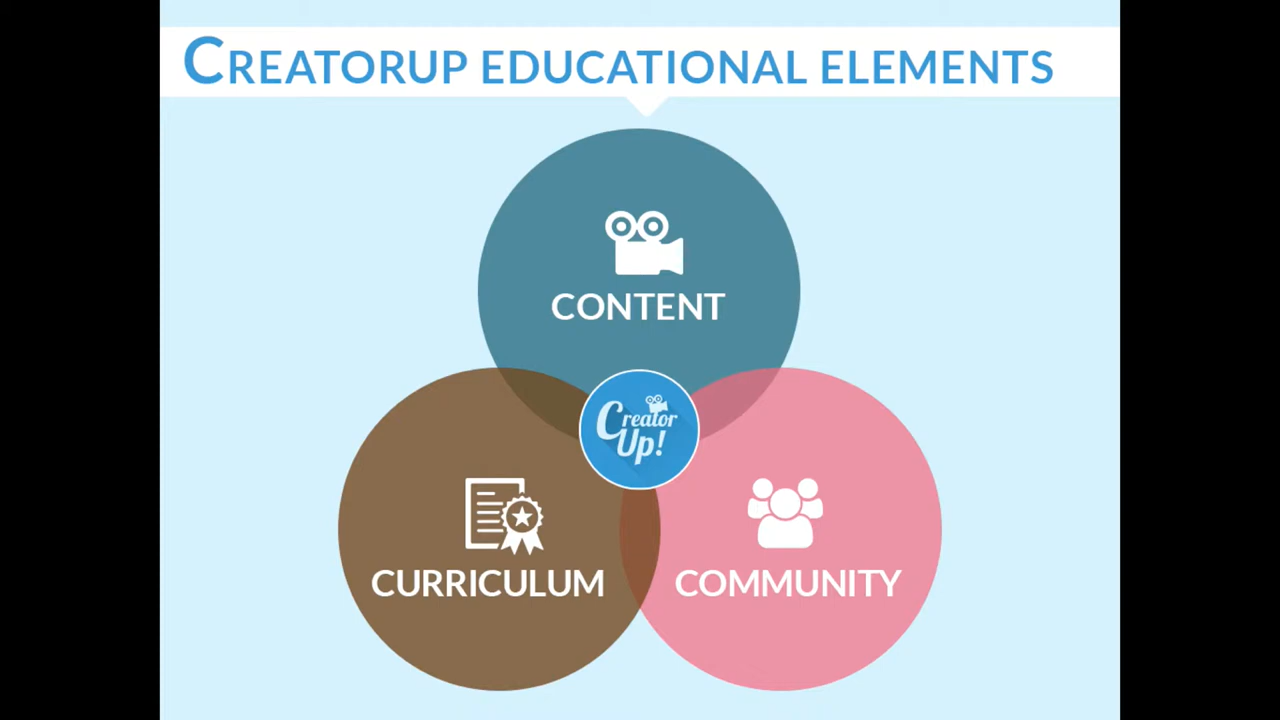 CREATORUP EDUCATIONAL ELEMENTS
CONTENT
Creator
Up!
CURRICULUM
COMMUNITY